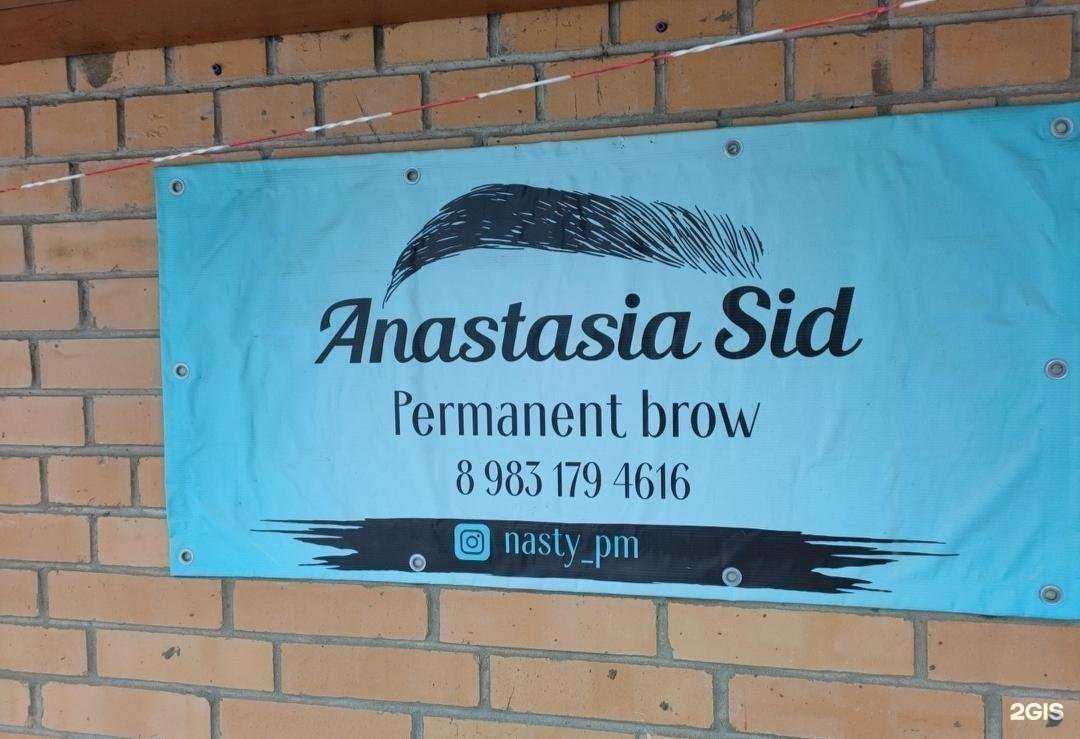 Anastasia Sid
Permanent brow
8 983 179 4616
nasty_pm
2GIS